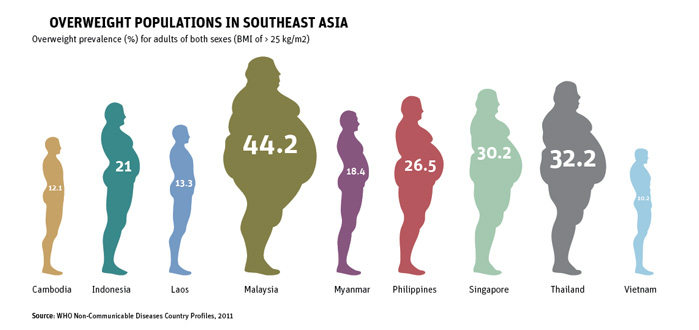 OVERWEIGHT POPULATIONS IN SOUTHEAST ASIA
Overweight prevalence (%) for adults of both sexes (BMI of > 25 kg/m2)
12.1
21
13.3
44.2
18.4
26.5
30.2
32.2
10.2
Cambodia Indonesia Laos Malaysia Myanmar Philippines Singapore Thailand Vietnam
Source: WHO Non-Communicable Diseases Country Profiles, 2011